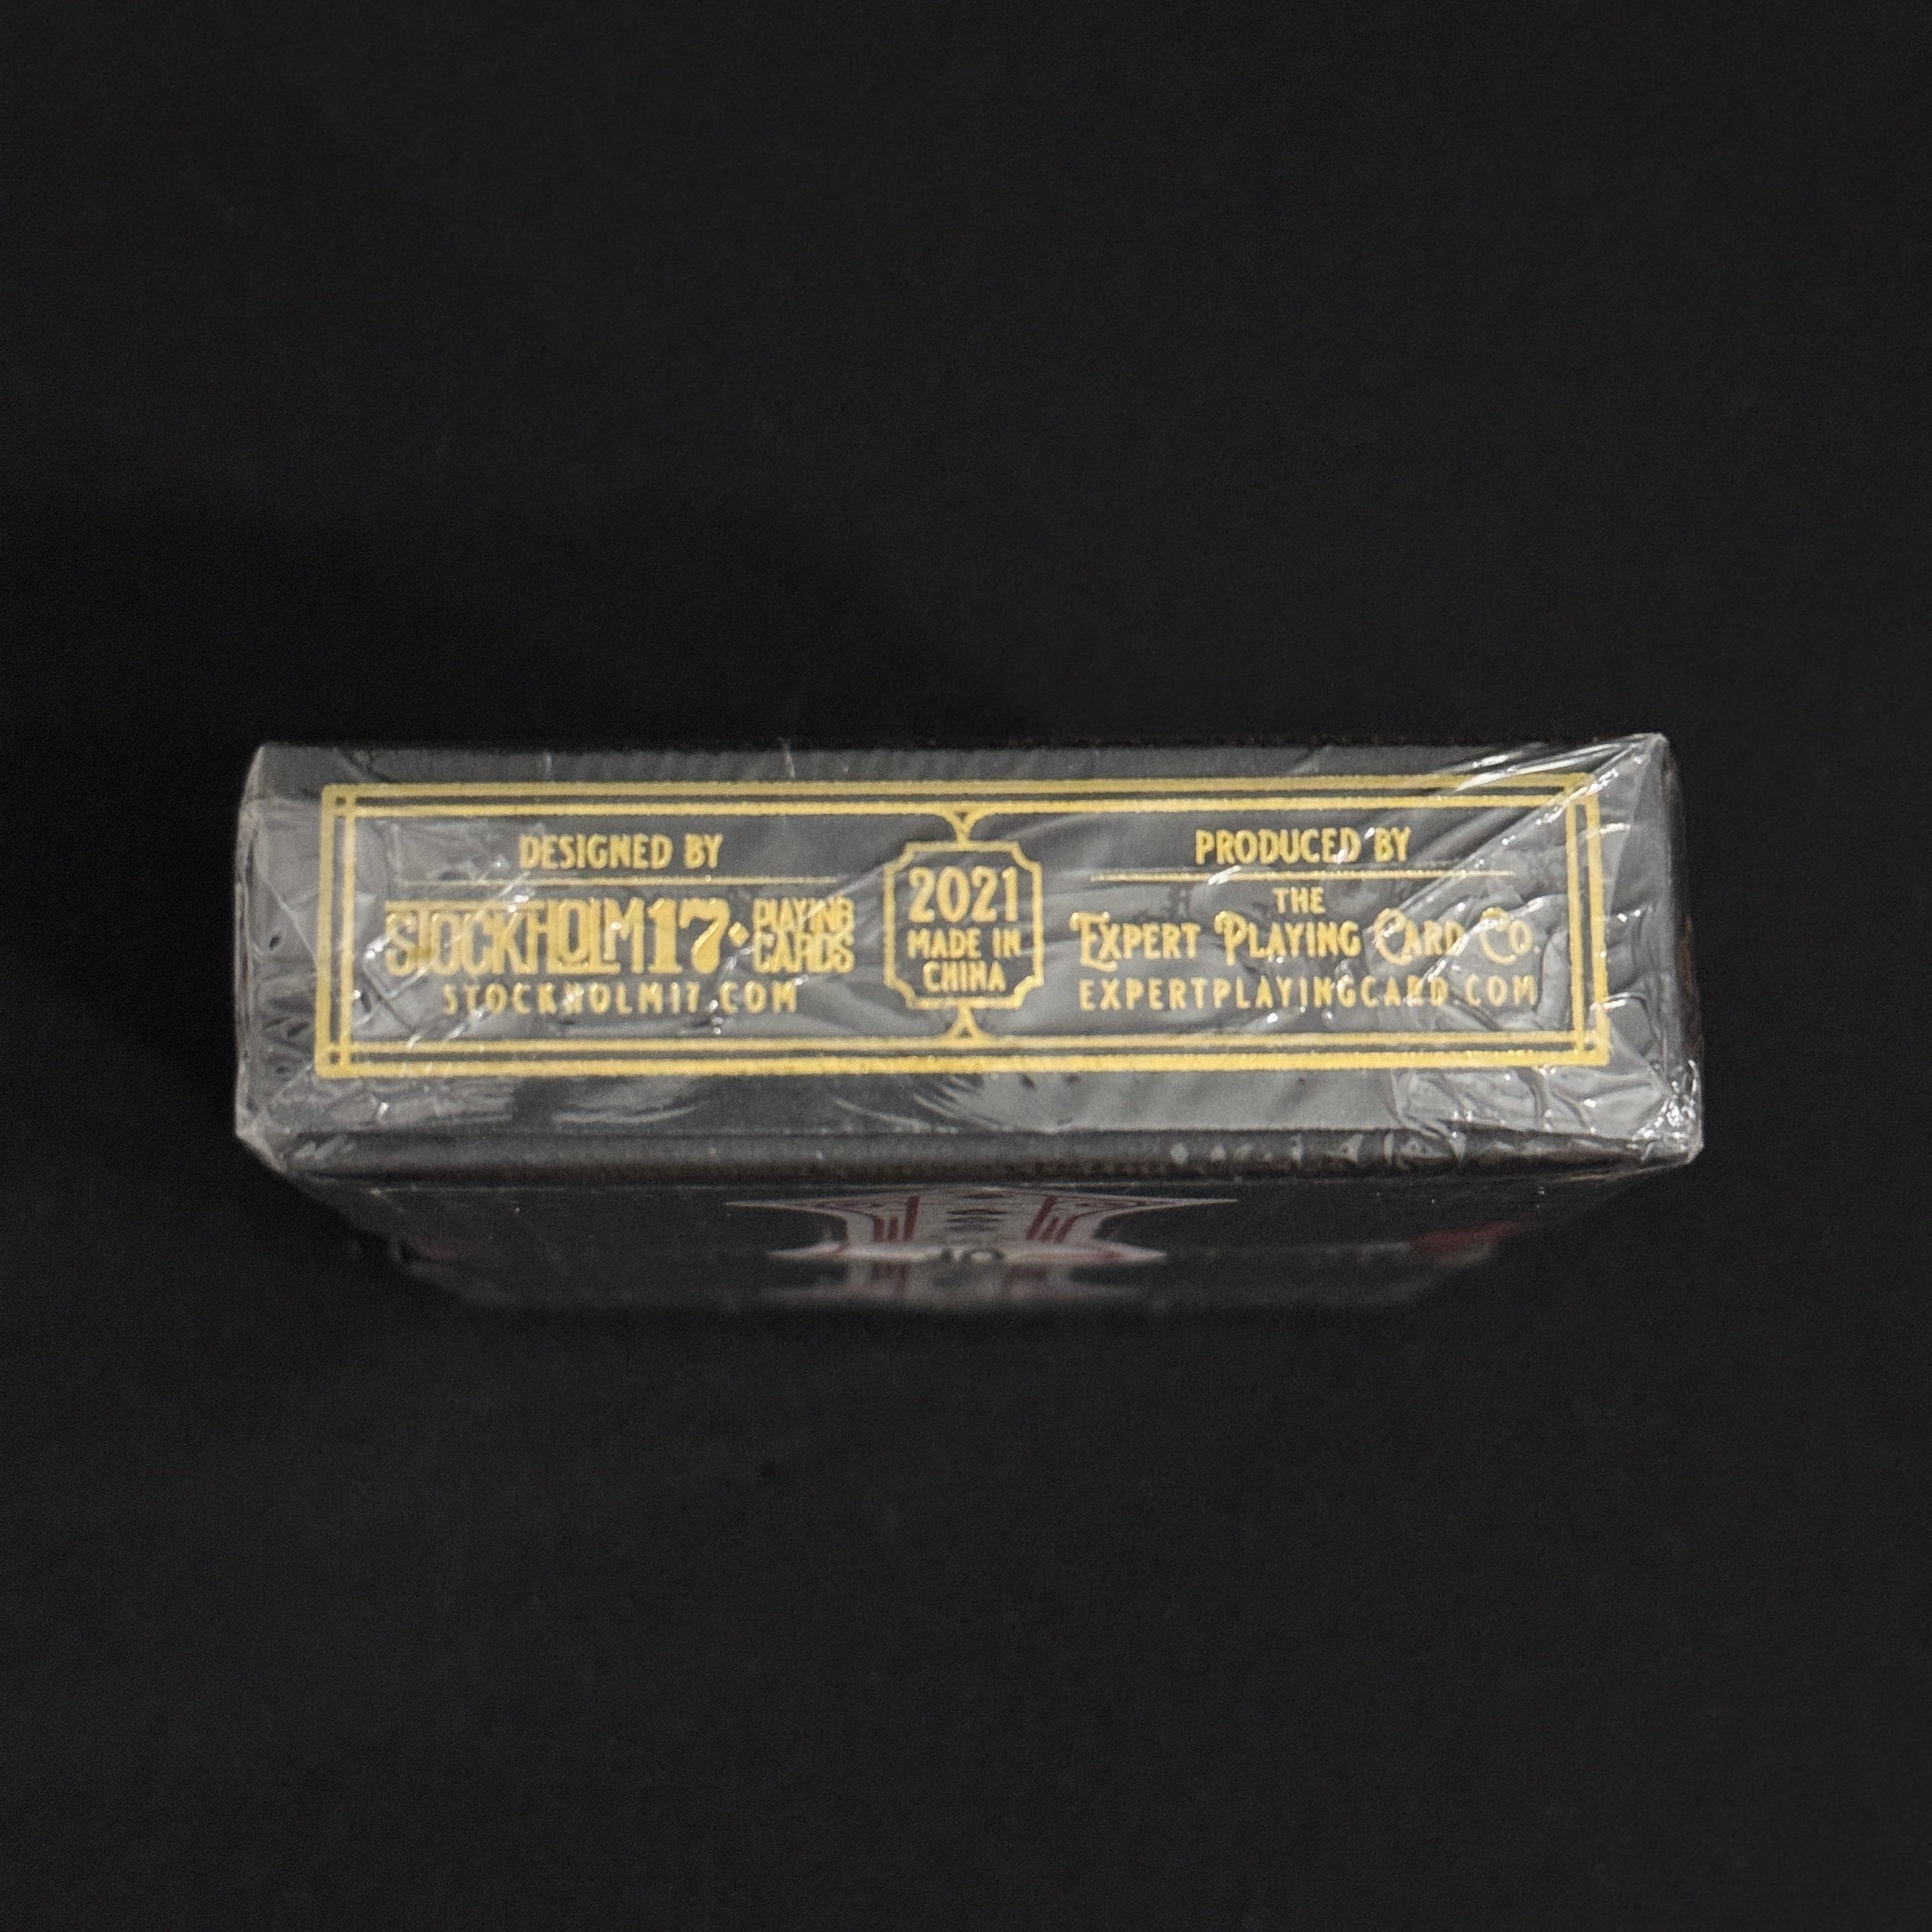 DESIGNED BY
STOCKHOLM17 PLAYING
CARDS
STOCKHOLM17.COM
2021
MADE IN
CHINA
PRODUCED BY
THE
EXPERT PLAYING CARD CO.
EXPERTPLAYINGCARD.COM